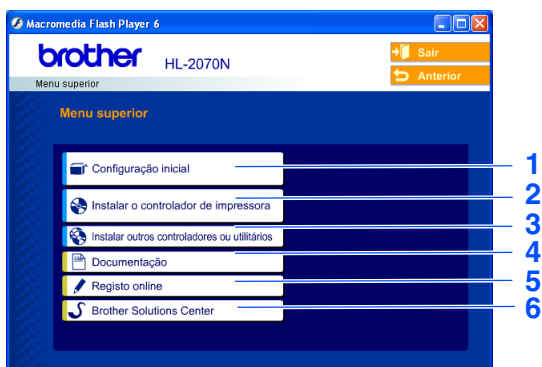 Macromedia Flash Player 6
brother HL-2070N
Sair
Anterior
Menu superior
Menu superior
Configuração inicial
1
Instalar o controlador de impressora
2
Instalar outros controladores ou utilitários
3
Documentação
4
Registo online
5
Brother Solutions Center
6